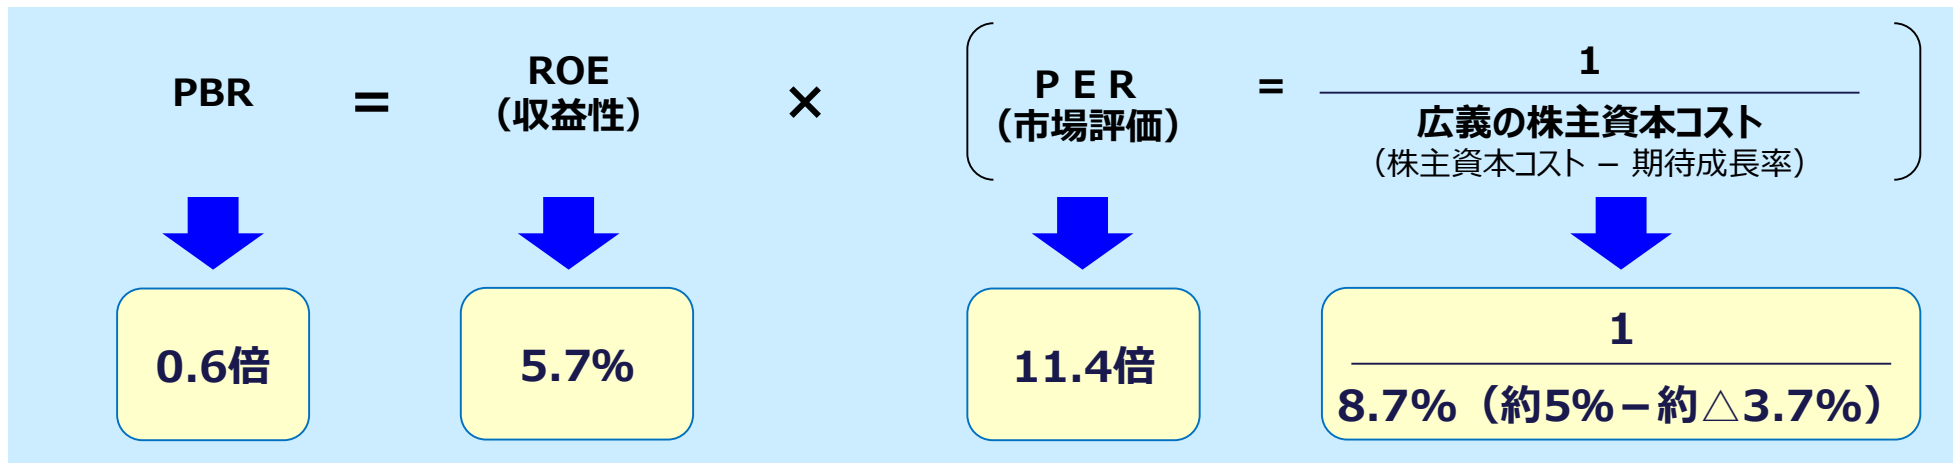 PBR
=
ROE
（収益性）
×
ＰＥＲ
（市場評価）
=
1
広義の株主資本コスト
（株主資本コスト － 期待成長率）
0.6倍
5.7%
11.4倍
1
8.7%（約5%－約△3.7%）